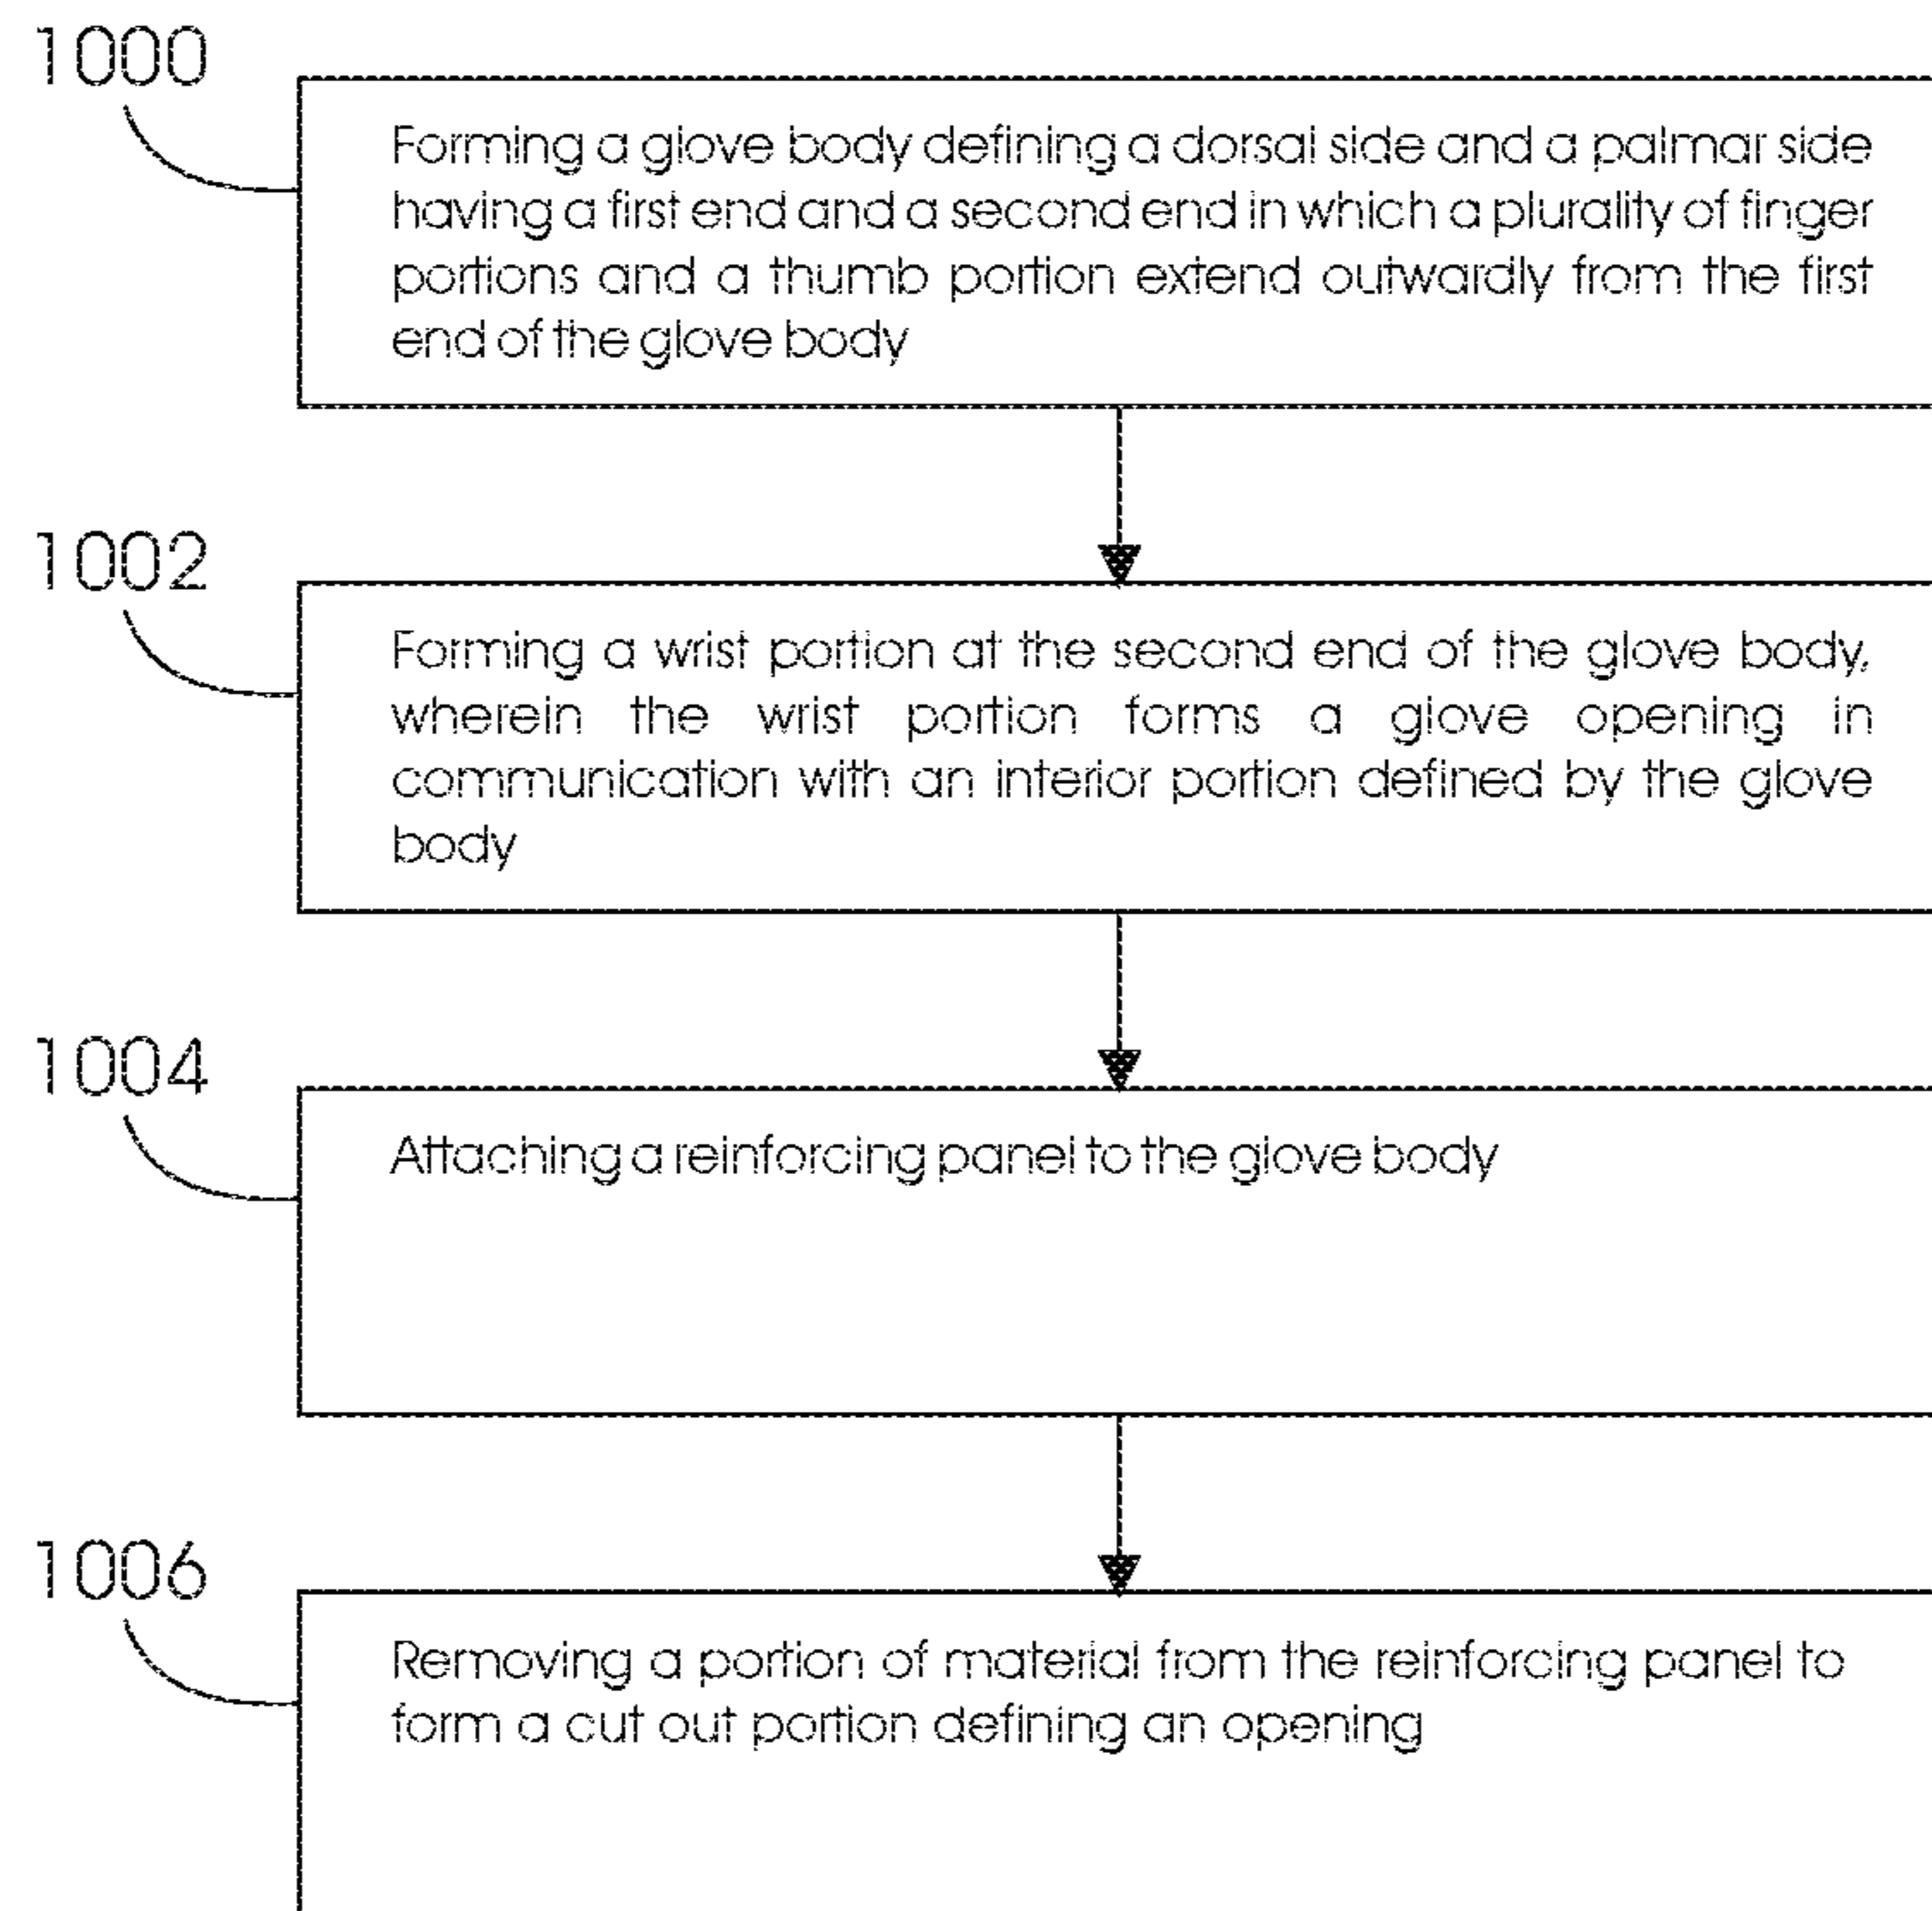 1000
Forming a glove body defining a dorsal side and a palmar side
having a first end and a second end in which a plurality of finger
portions and a thumb portion extend outwardly from the first
end of the glove body
1002
Forming a wrist portion at the second end of the glove body,
wherein the wrist portion forms a glove opening in
communication with an interior portion defined by the glove
body
1004
Attaching a reinforcing panel to the glove body
1006
Removing a portion of material from the reinforcing panel to
form a cut out portion defining an opening